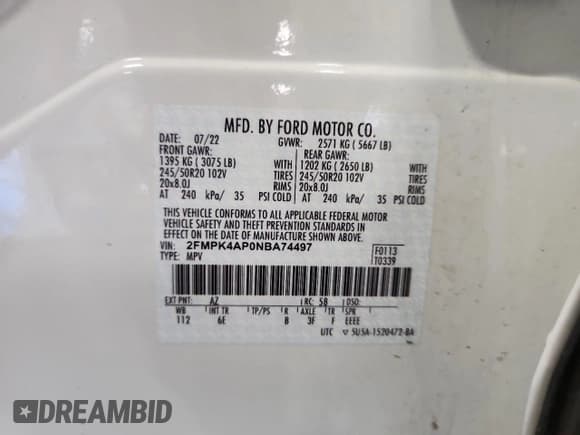 MFD. BY FORD MOTOR CO.
DATE: 07/22 GVWR: 2571 KG ( 5667 LB)
FRONT GAWR: REAR GAWR:
1395 KG ( 3075 LB) WITH 1202 KG ( 2650 LB) WITH
245/50R20 102V TIRES 245/50R20 102V TIRES
20x8.0J RIMS 20x8.0J RIMS
AT 240 kPa/ 35 PSI COLD AT 240 kPa/ 35 PSI COLD
THIS VEHICLE CONFORMS TO ALL APPLICABLE FEDERAL MOTOR
VEHICLE SAFETY AND THEFT PREVENTION STANDARDS IN
EFFECT ON THE DATE OF MANUFACTURE SHOWN ABOVE.
VIN: 2FMPK4AP0NBA74497 F0113
TYPE: MPV T0339
EXT PNT: AZ RC: 58 DSO:
WB INT TR TP/PS R AXLE TR SPR
112 6E B 3F F EEEE
UTC ▽ 5U5A-1520472-BA
DREAMBID